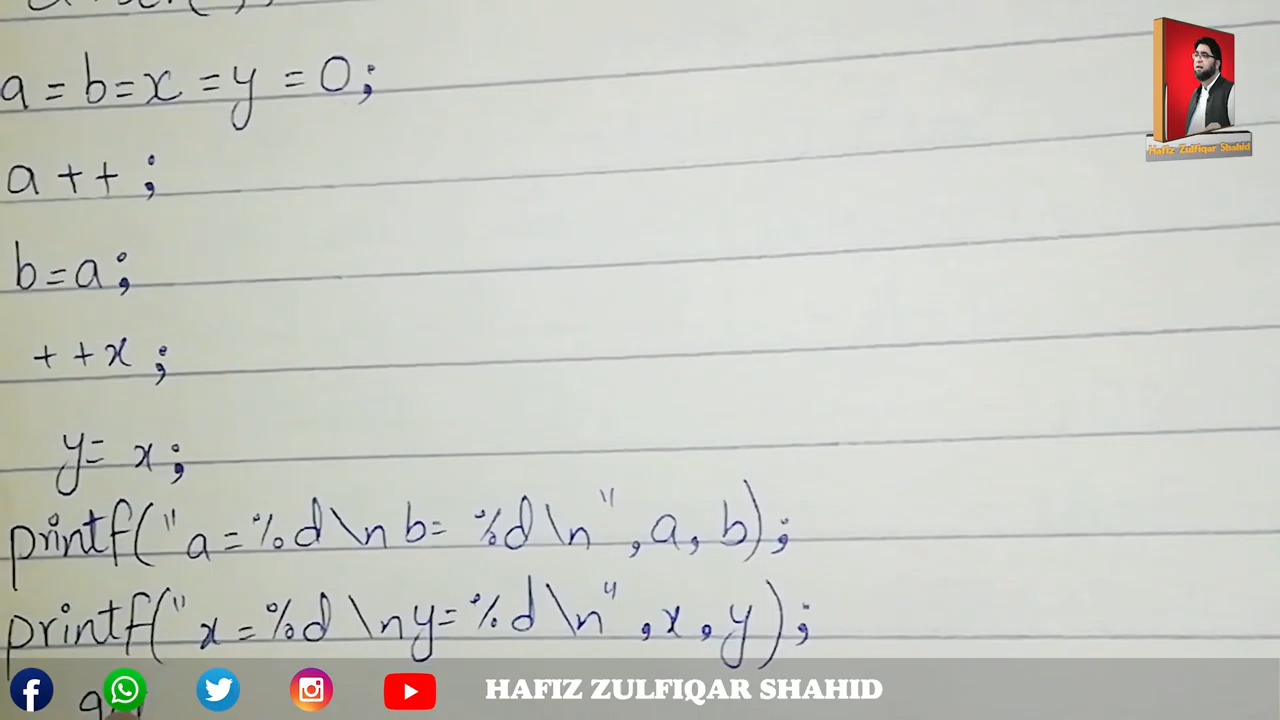 a = b = x = y = 0;
a ++ ;
b = a ;
++x ;
y = x ;
printf(" a = %d \n b = %d \n" , a , b) ;
printf(" x = %d \n y = %d \n" , x , y ) ;
Hafiz Zulfiqar Shahid
HAFIZ ZULFIQAR SHAHID